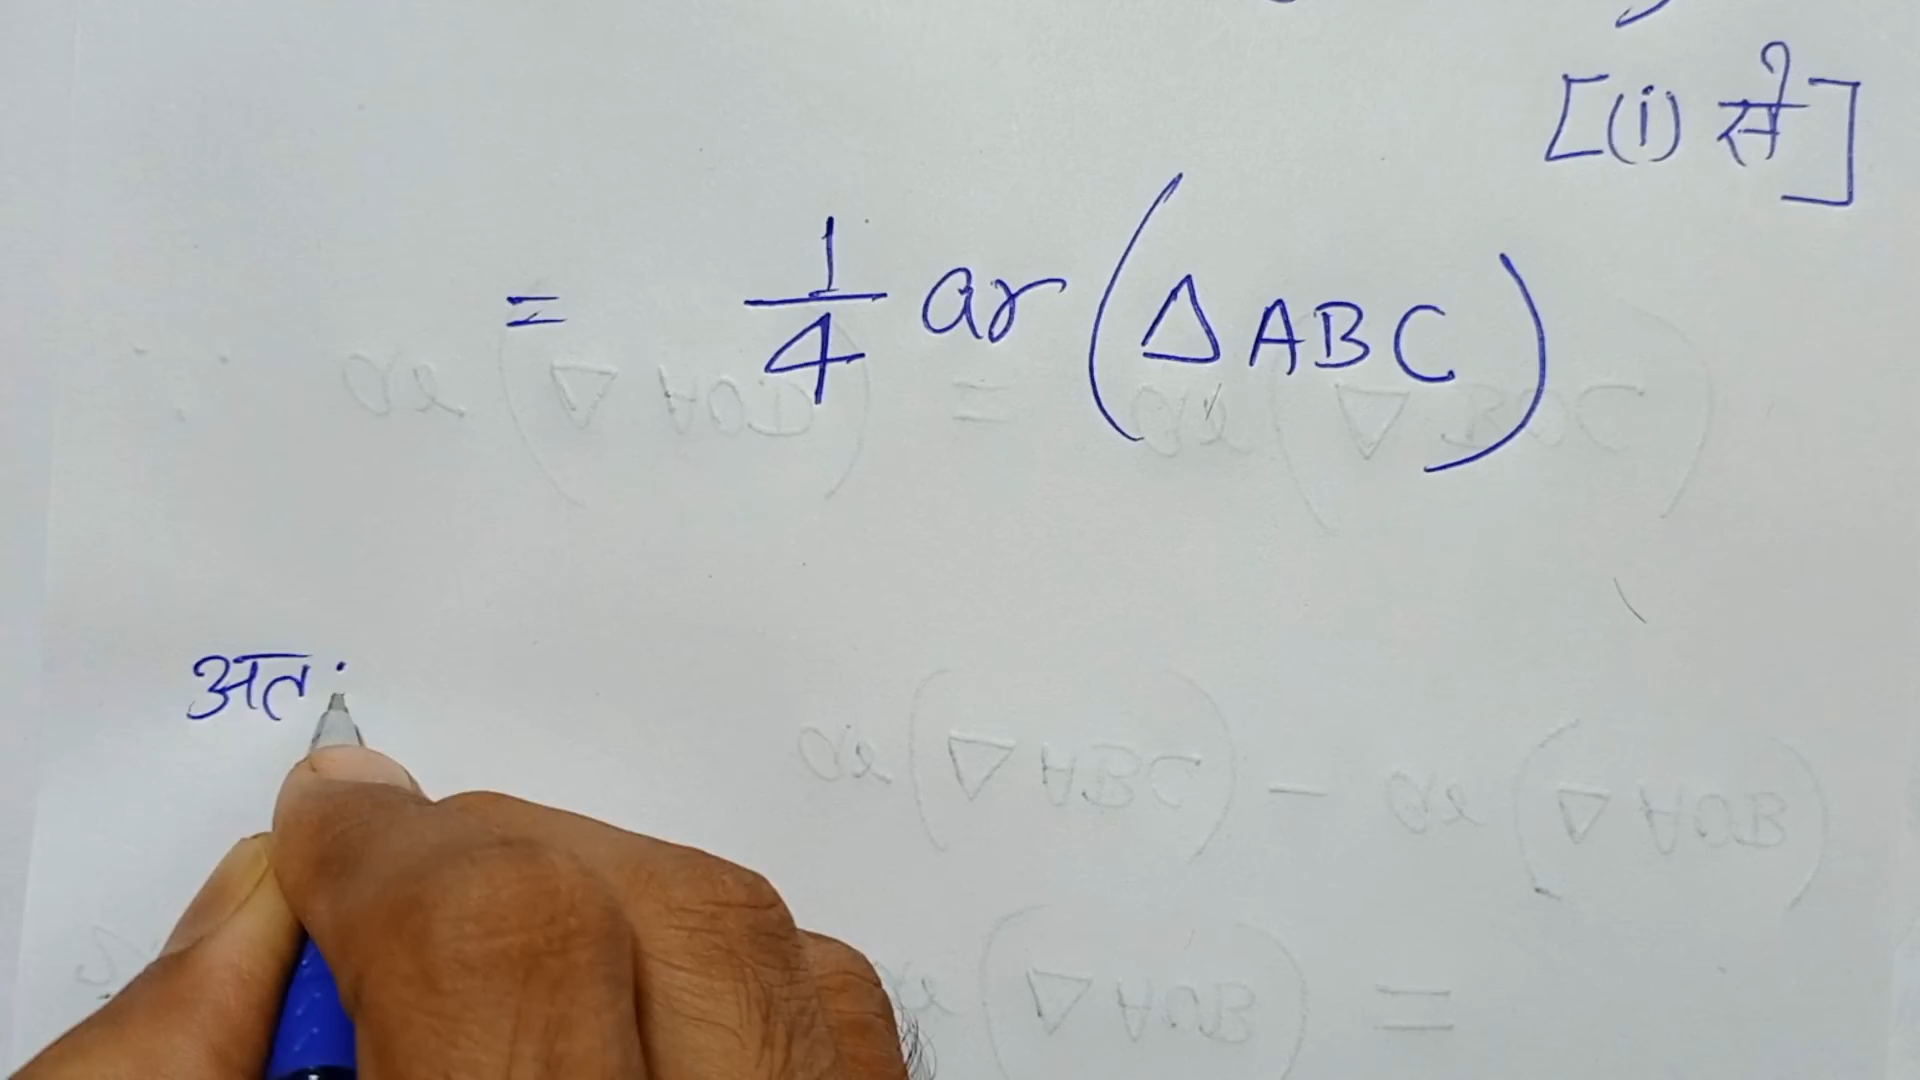 [(i) से]
= 1/4 ar (Δ ABC)
अत: